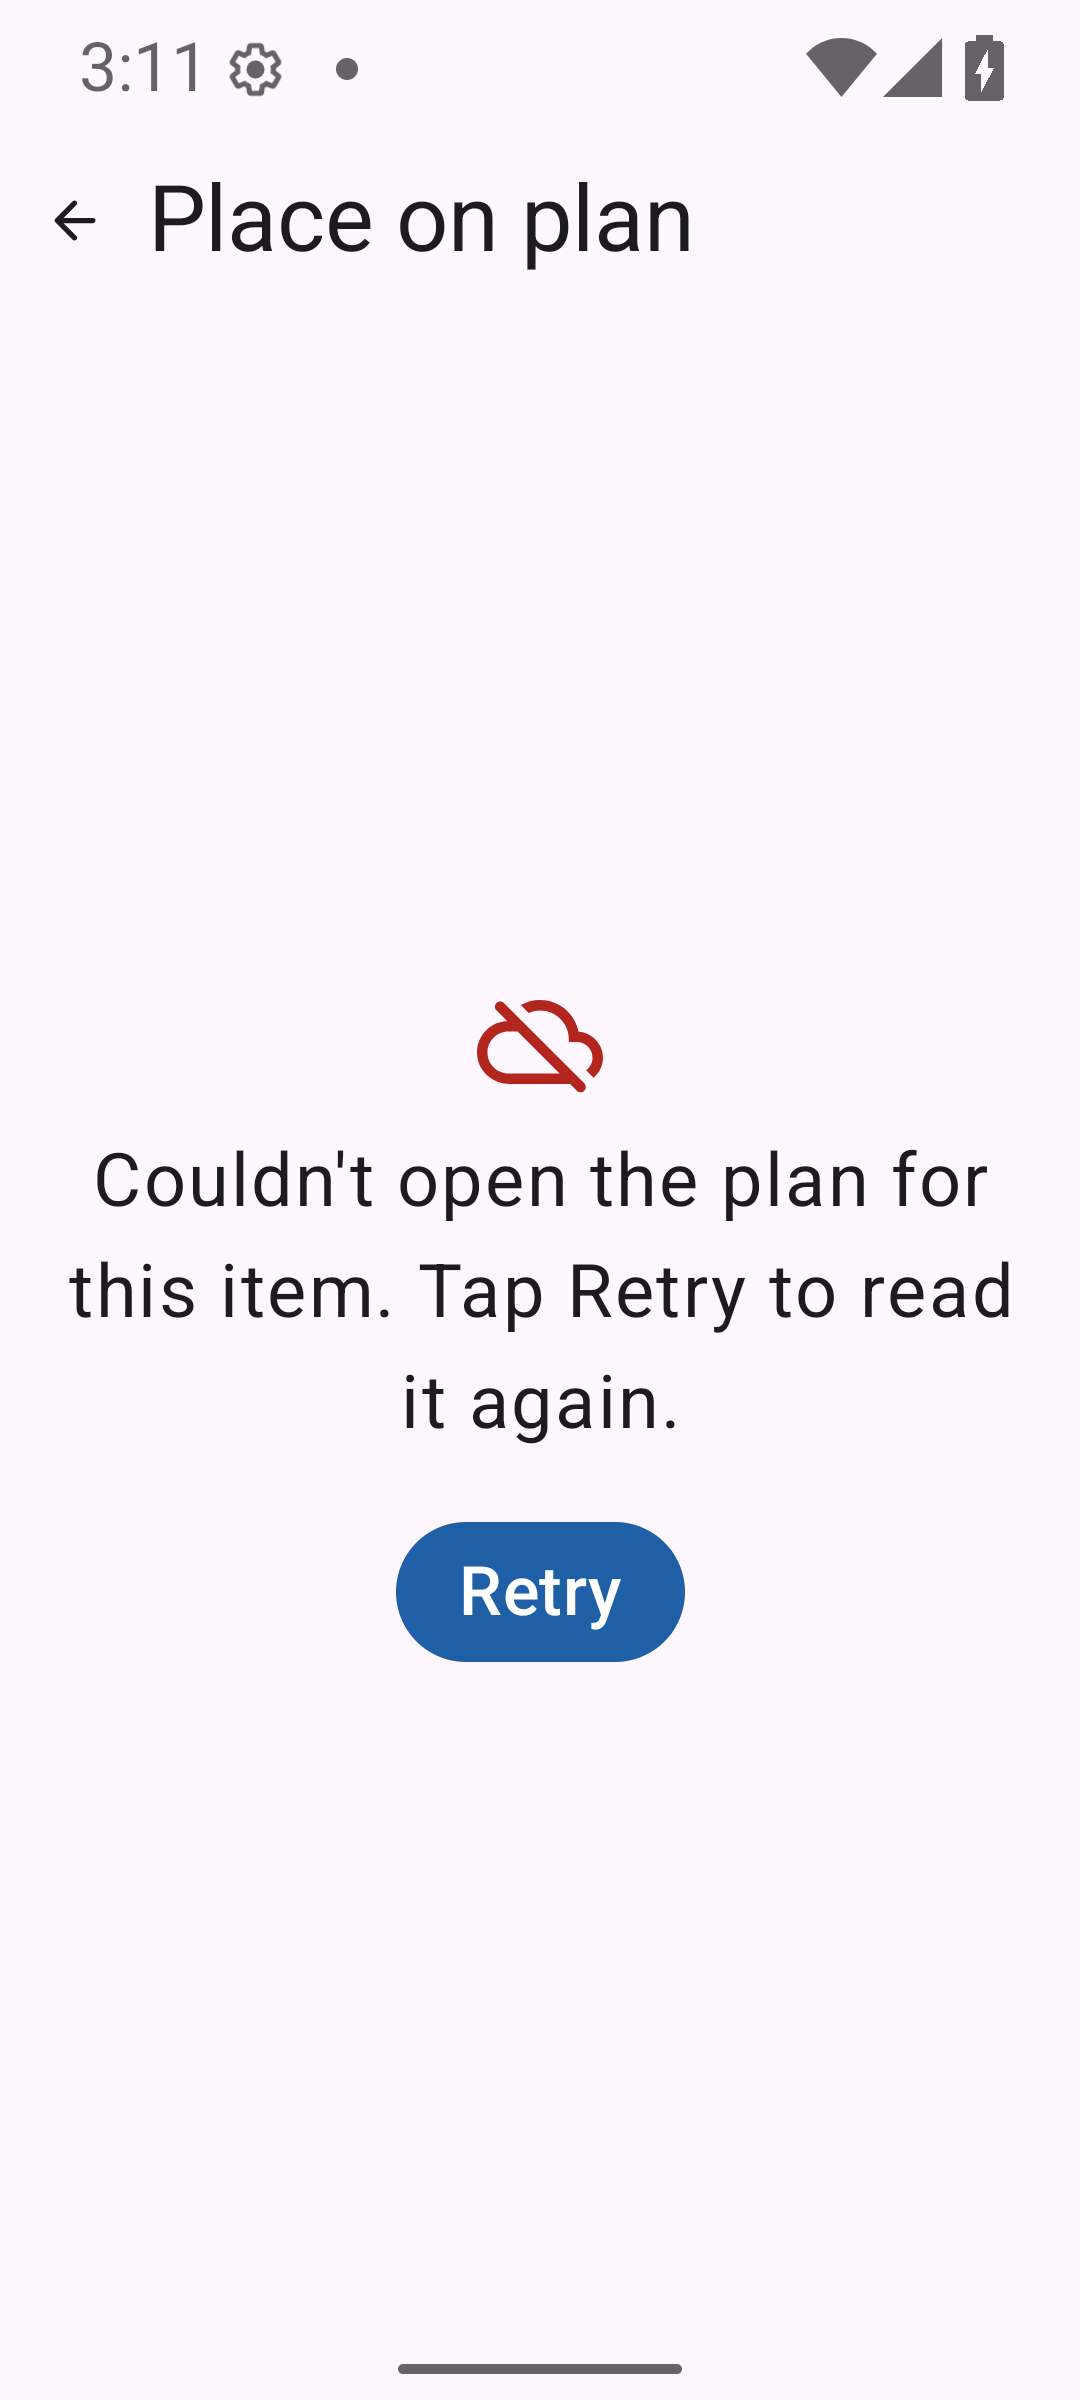 3:11
Place on plan
Couldn't open the plan for
this item. Tap Retry to read
it again.
Retry